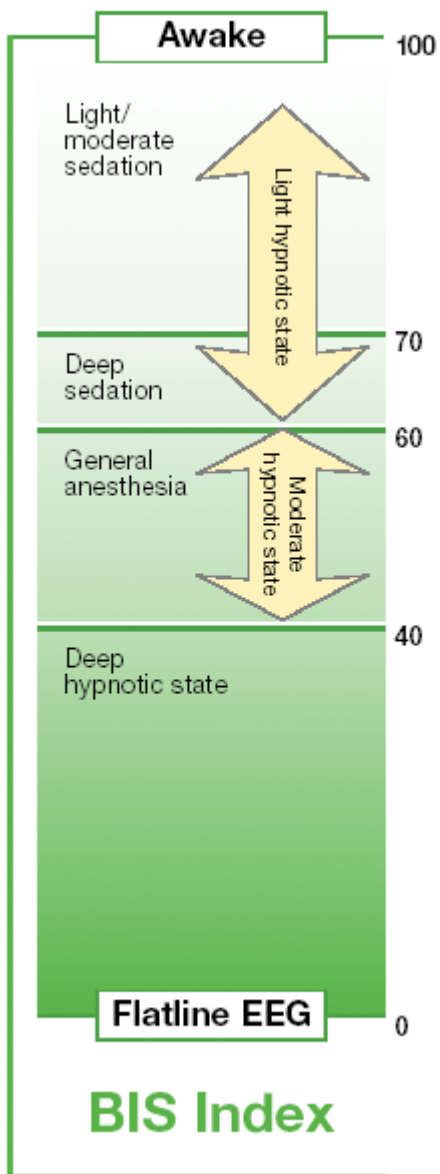 Awake
100
Light/
moderate
sedation
Light hypnotic state
70
Deep
sedation
60
General
anesthesia
Moderate
hypnotic state
40
Deep
hypnotic state
Flatline EEG
0
BIS Index